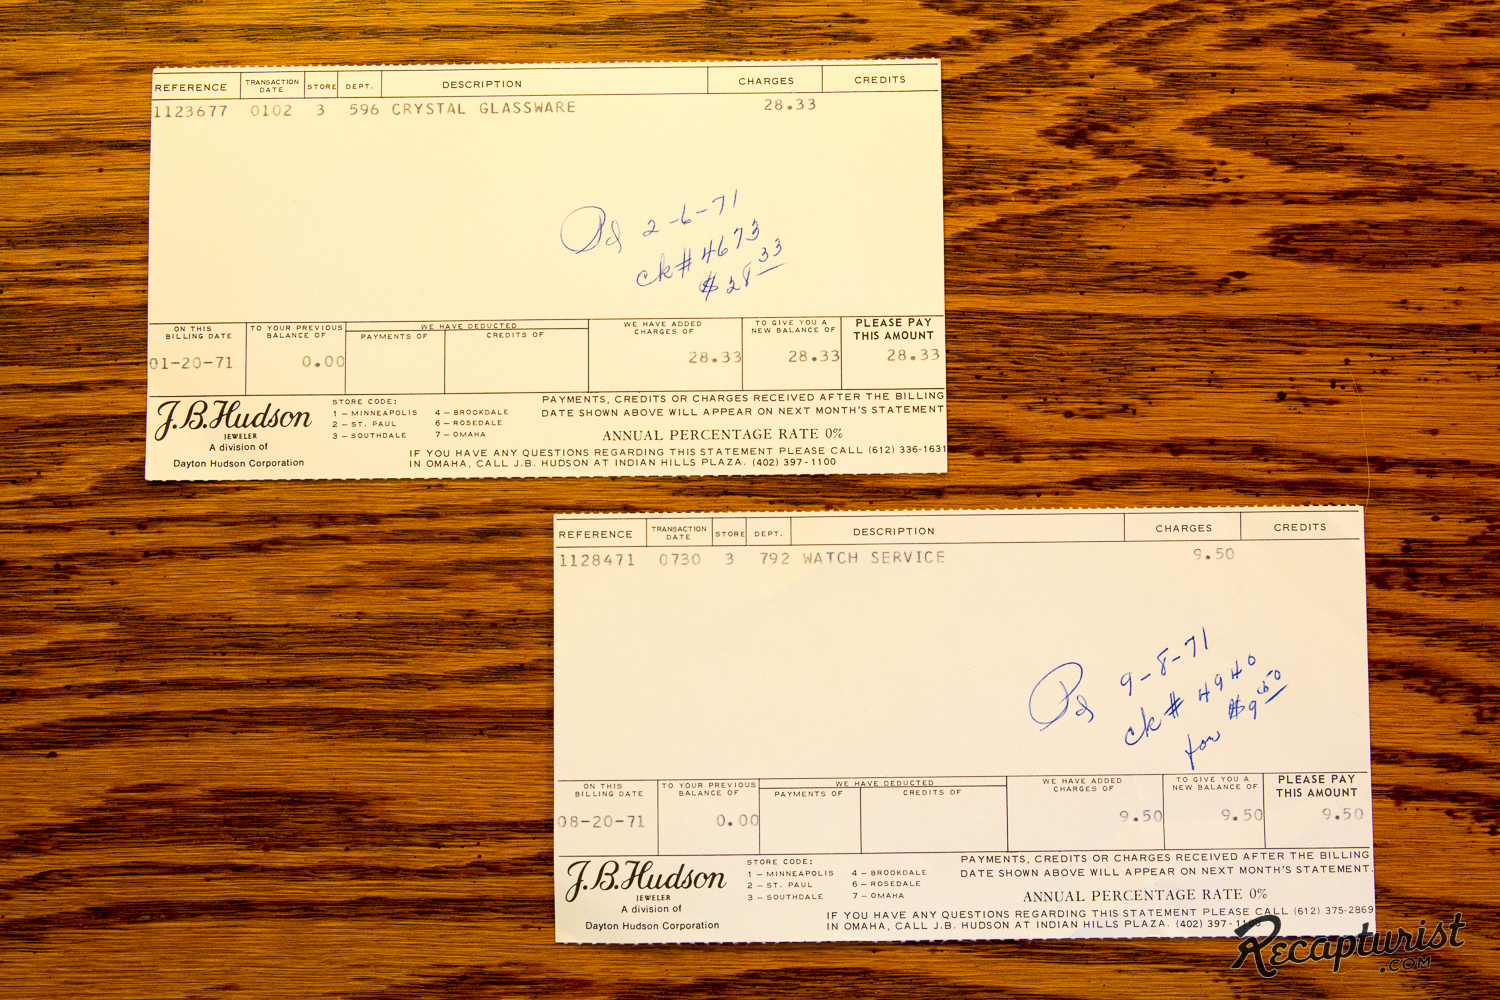 REFERENCE TRANSACTION DATE STORE DEPT. DESCRIPTION CHARGES CREDITS
1123677 0102 3 596 CRYSTAL GLASSWARE 28.33
Pd 2-6-71
ck# 4673
$28.33
ON THIS BILLING DATE TO YOUR PREVIOUS BALANCE OF WE HAVE DEDUCTED PAYMENTS OF CREDITS OF WE HAVE ADDED CHARGES OF TO GIVE YOU A NEW BALANCE OF PLEASE PAY THIS AMOUNT
01-20-71 0.00 28.33 28.33 28.33
J.B. Hudson
JEWELER
A division of
Dayton Hudson Corporation
STORE CODE:
1 – MINNEAPOLIS 4 – BROOKDALE
2 – ST. PAUL 6 – ROSEDALE
3 – SOUTHDALE 7 – OMAHA
PAYMENTS, CREDITS OR CHARGES RECEIVED AFTER THE BILLING
DATE SHOWN ABOVE WILL APPEAR ON NEXT MONTH'S STATEMENT
ANNUAL PERCENTAGE RATE 0%
IF YOU HAVE ANY QUESTIONS REGARDING THIS STATEMENT PLEASE CALL (612) 336-1631
IN OMAHA, CALL J.B. HUDSON AT INDIAN HILLS PLAZA. (402) 397-1100
REFERENCE TRANSACTION DATE STORE DEPT. DESCRIPTION CHARGES CREDITS
1128471 0730 3 792 WATCH SERVICE 9.50
Pd 9-8-71
ck# 4940
for $9.50
ON THIS BILLING DATE TO YOUR PREVIOUS BALANCE OF WE HAVE DEDUCTED PAYMENTS OF CREDITS OF WE HAVE ADDED CHARGES OF TO GIVE YOU A NEW BALANCE OF PLEASE PAY THIS AMOUNT
08-20-71 0.00 9.50 9.50 9.50
J.B. Hudson
JEWELER
A division of
Dayton Hudson Corporation
STORE CODE:
1 – MINNEAPOLIS 4 – BROOKDALE
2 – ST. PAUL 6 – ROSEDALE
3 – SOUTHDALE 7 – OMAHA
PAYMENTS, CREDITS OR CHARGES RECEIVED AFTER THE BILLING
DATE SHOWN ABOVE WILL APPEAR ON NEXT MONTH'S STATEMENT.
ANNUAL PERCENTAGE RATE 0%
IF YOU HAVE ANY QUESTIONS REGARDING THIS STATEMENT PLEASE CALL (612) 375-2869
IN OMAHA, CALL J.B. HUDSON AT INDIAN HILLS PLAZA. (402) 397-
Recapturist
.COM